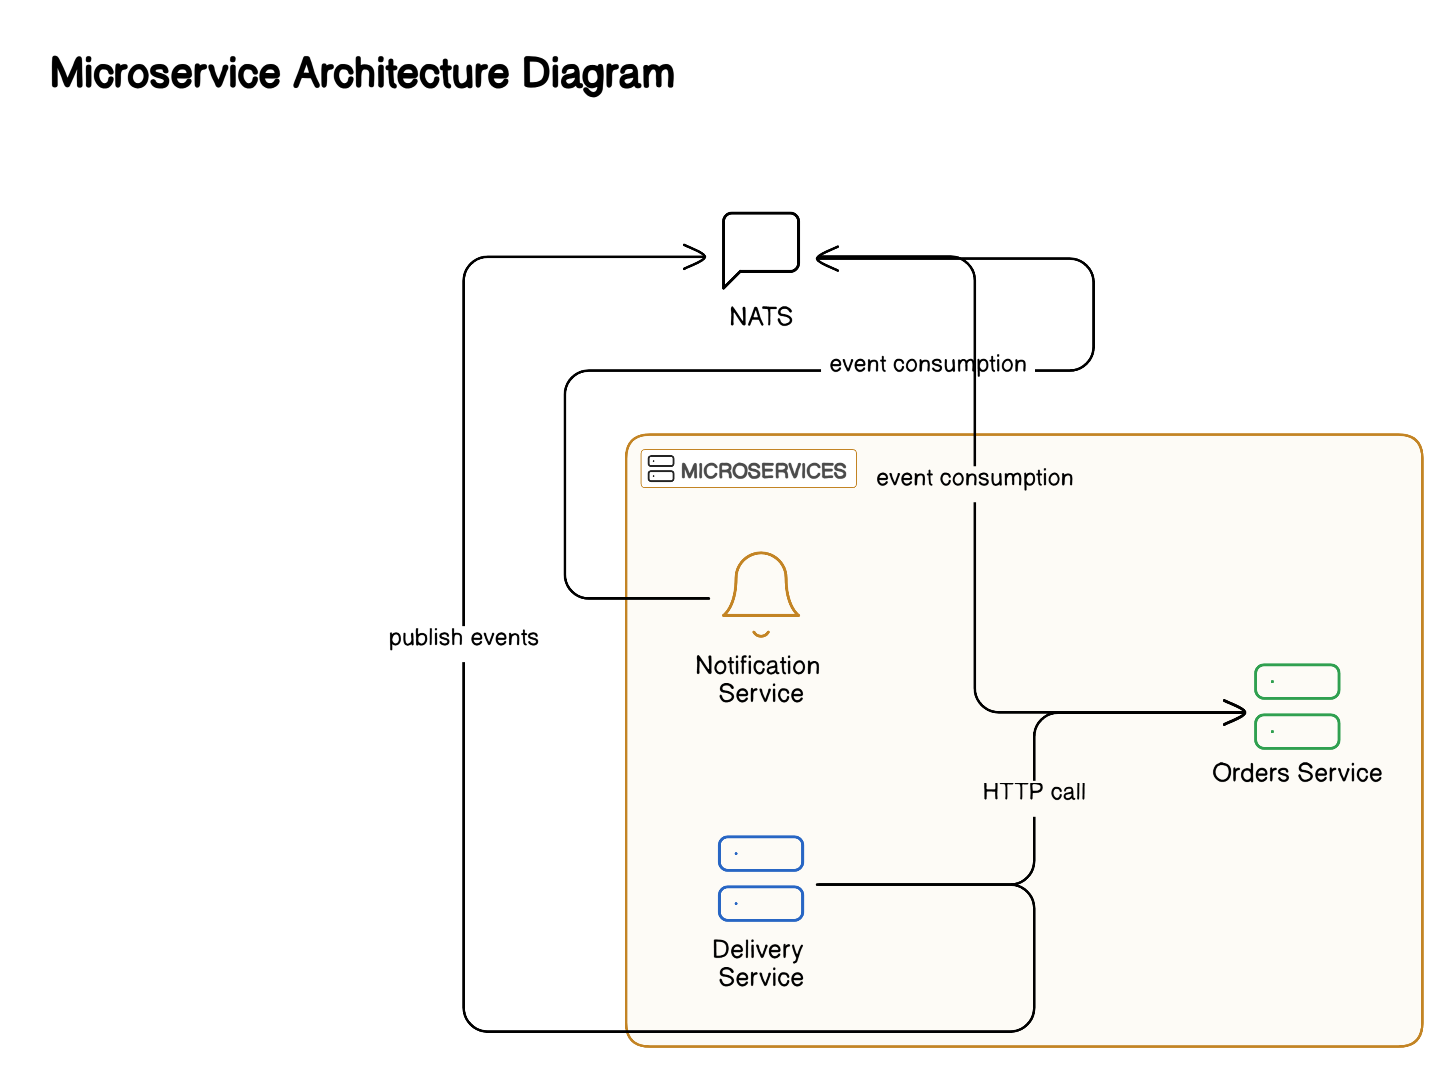 Microservice Architecture Diagram
NATS
event consumption
MICROSERVICES
event consumption
publish events
Notification
Service
Orders Service
HTTP call
Delivery
Service